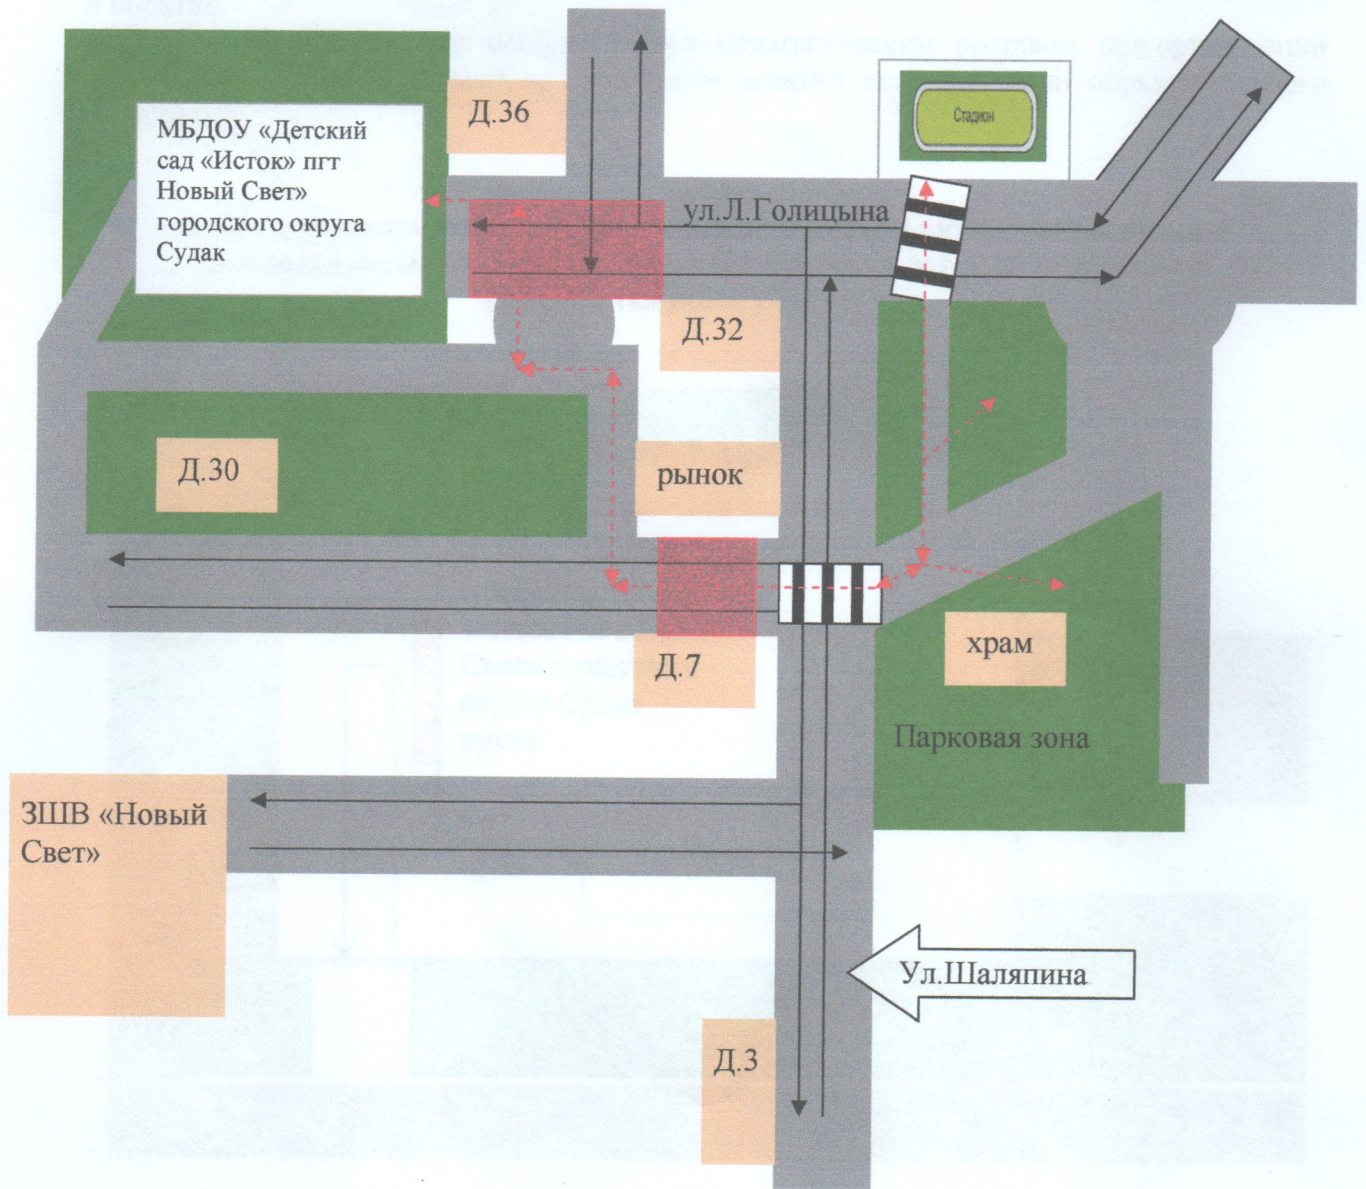 Д.36
Стадион
МБДОУ «Детский
сад «Исток» пгт
Новый Свет»
городского округа
Судак
ул.Л.Голицына
Д.32
Д.30
рынок
Д.7
храм
Парковая зона
ЗШВ «Новый
Свет»
Ул.Шаляпина
Д.3